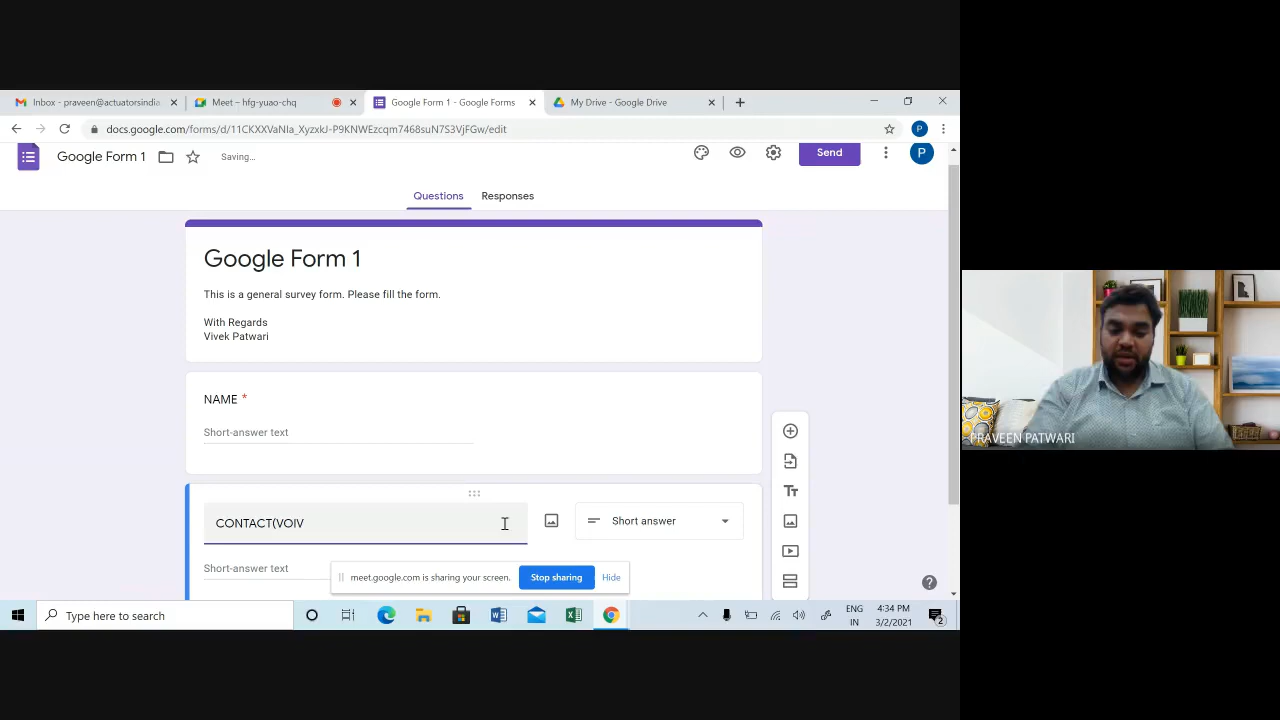 Inbox - praveen@actuatorsindia
Meet – hfg-yuao-chq
Google Form 1 - Google Forms
My Drive - Google Drive
docs.google.com/forms/d/11CKXXVaNIa_XyzxkJ-P9KNWEzcqm7468suN7S3VjFGw/edit
P
Google Form 1
Saving...
Send
P
Questions
Responses
Google Form 1
This is a general survey form. Please fill the form.
With Regards
Vivek Patwari
NAME *
Short-answer text
CONTACT(VOIV
Short answer
Short-answer text
meet.google.com is sharing your screen.
Stop sharing
Hide
Type here to search
ENG
IN
4:34 PM
3/2/2021
2
PRAVEEN PATWARI